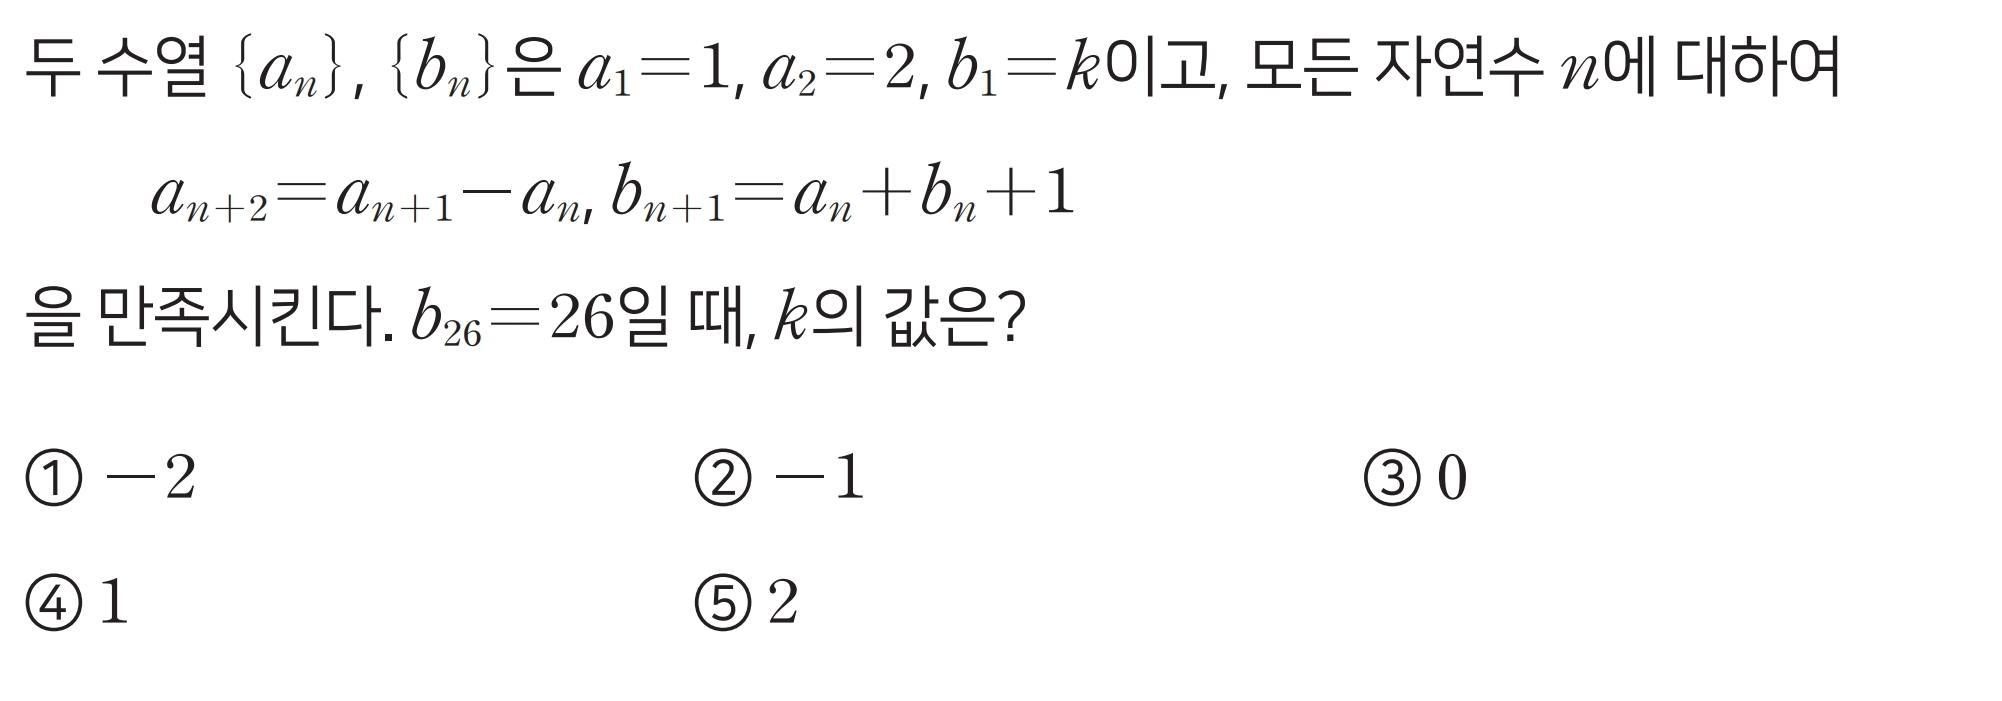 두 수열 {aₙ}, {bₙ}은 a₁=1, a₂=2, b₁=k이고, 모든 자연수 n에 대하여
aₙ₊₂=aₙ₊₁−aₙ, bₙ₊₁=aₙ+bₙ+1
을 만족시킨다. b₂₆=26일 때, k의 값은?
① −2 ② −1 ③ 0
④ 1 ⑤ 2